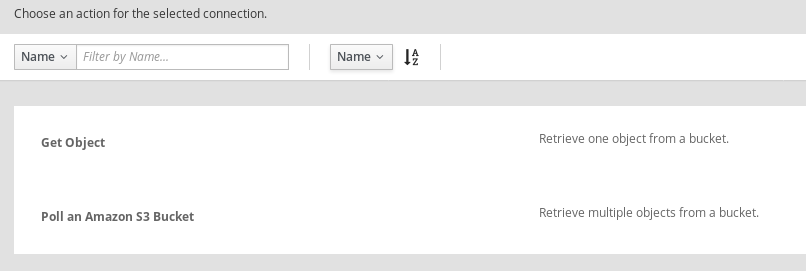 Choose an action for the selected connection.
Name Filter by Name... Name AZ
Get Object Retrieve one object from a bucket.
Poll an Amazon S3 Bucket Retrieve multiple objects from a bucket.